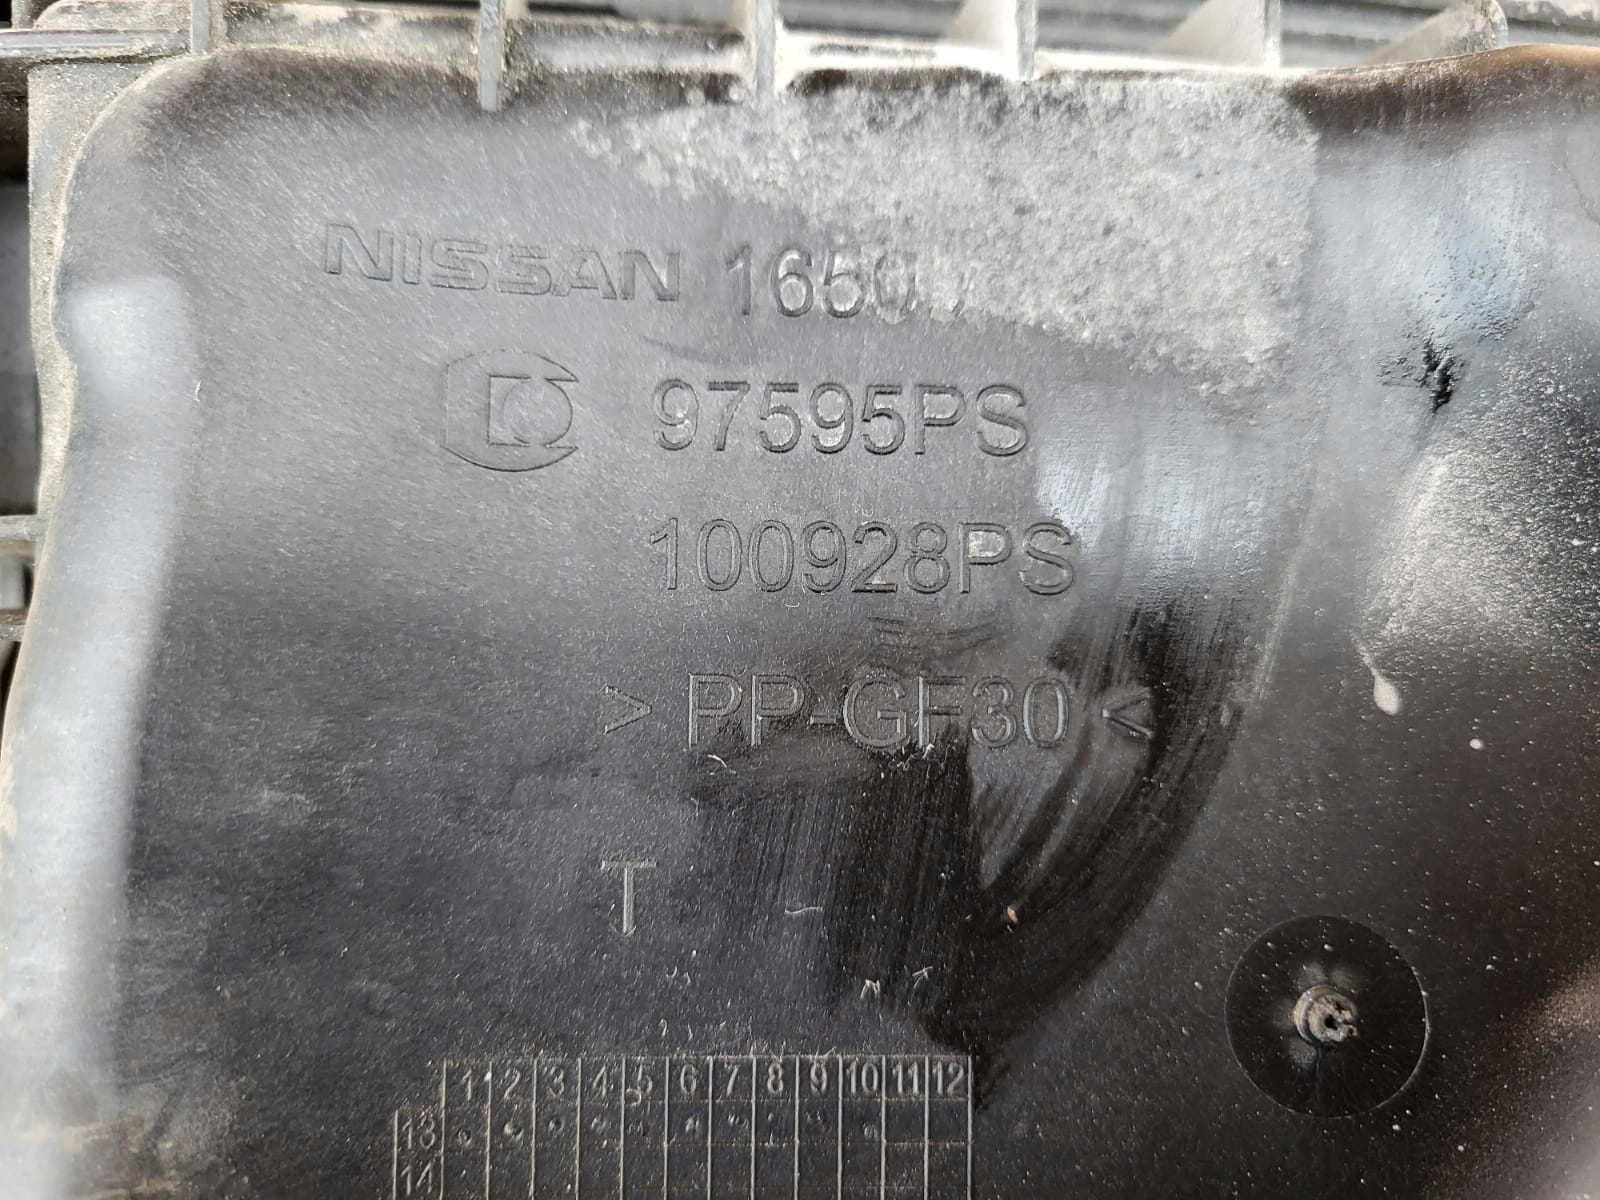 NISSAN 1650
97595PS
100928PS
> PP-GF30 <
T
1 2 3 4 5 6 7 8 9 10 11 12
13
14